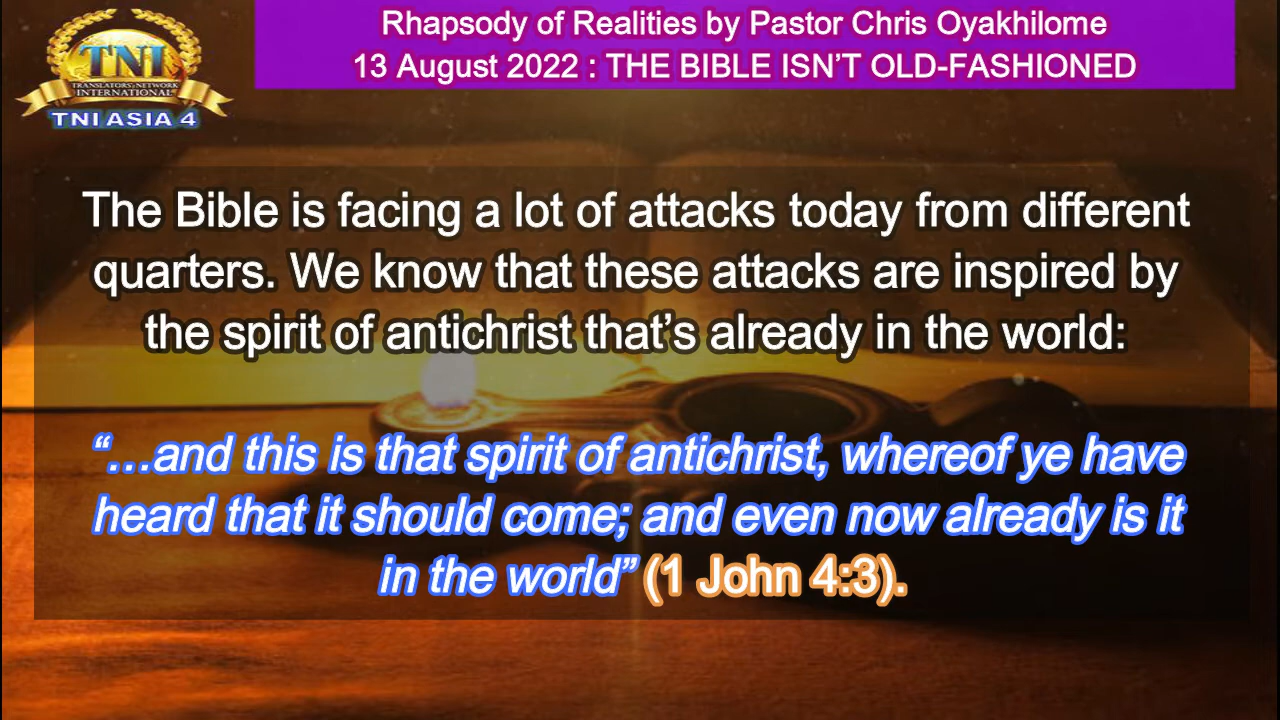 Rhapsody of Realities by Pastor Chris Oyakhilome
13 August 2022 : THE BIBLE ISN’T OLD-FASHIONED
TNI
TRANSLATORS NETWORK
INTERNATIONAL
TNI ASIA 4
The Bible is facing a lot of attacks today from different
quarters. We know that these attacks are inspired by
the spirit of antichrist that’s already in the world:
“…and this is that spirit of antichrist, whereof ye have
heard that it should come; and even now already is it
in the world” (1 John 4:3).